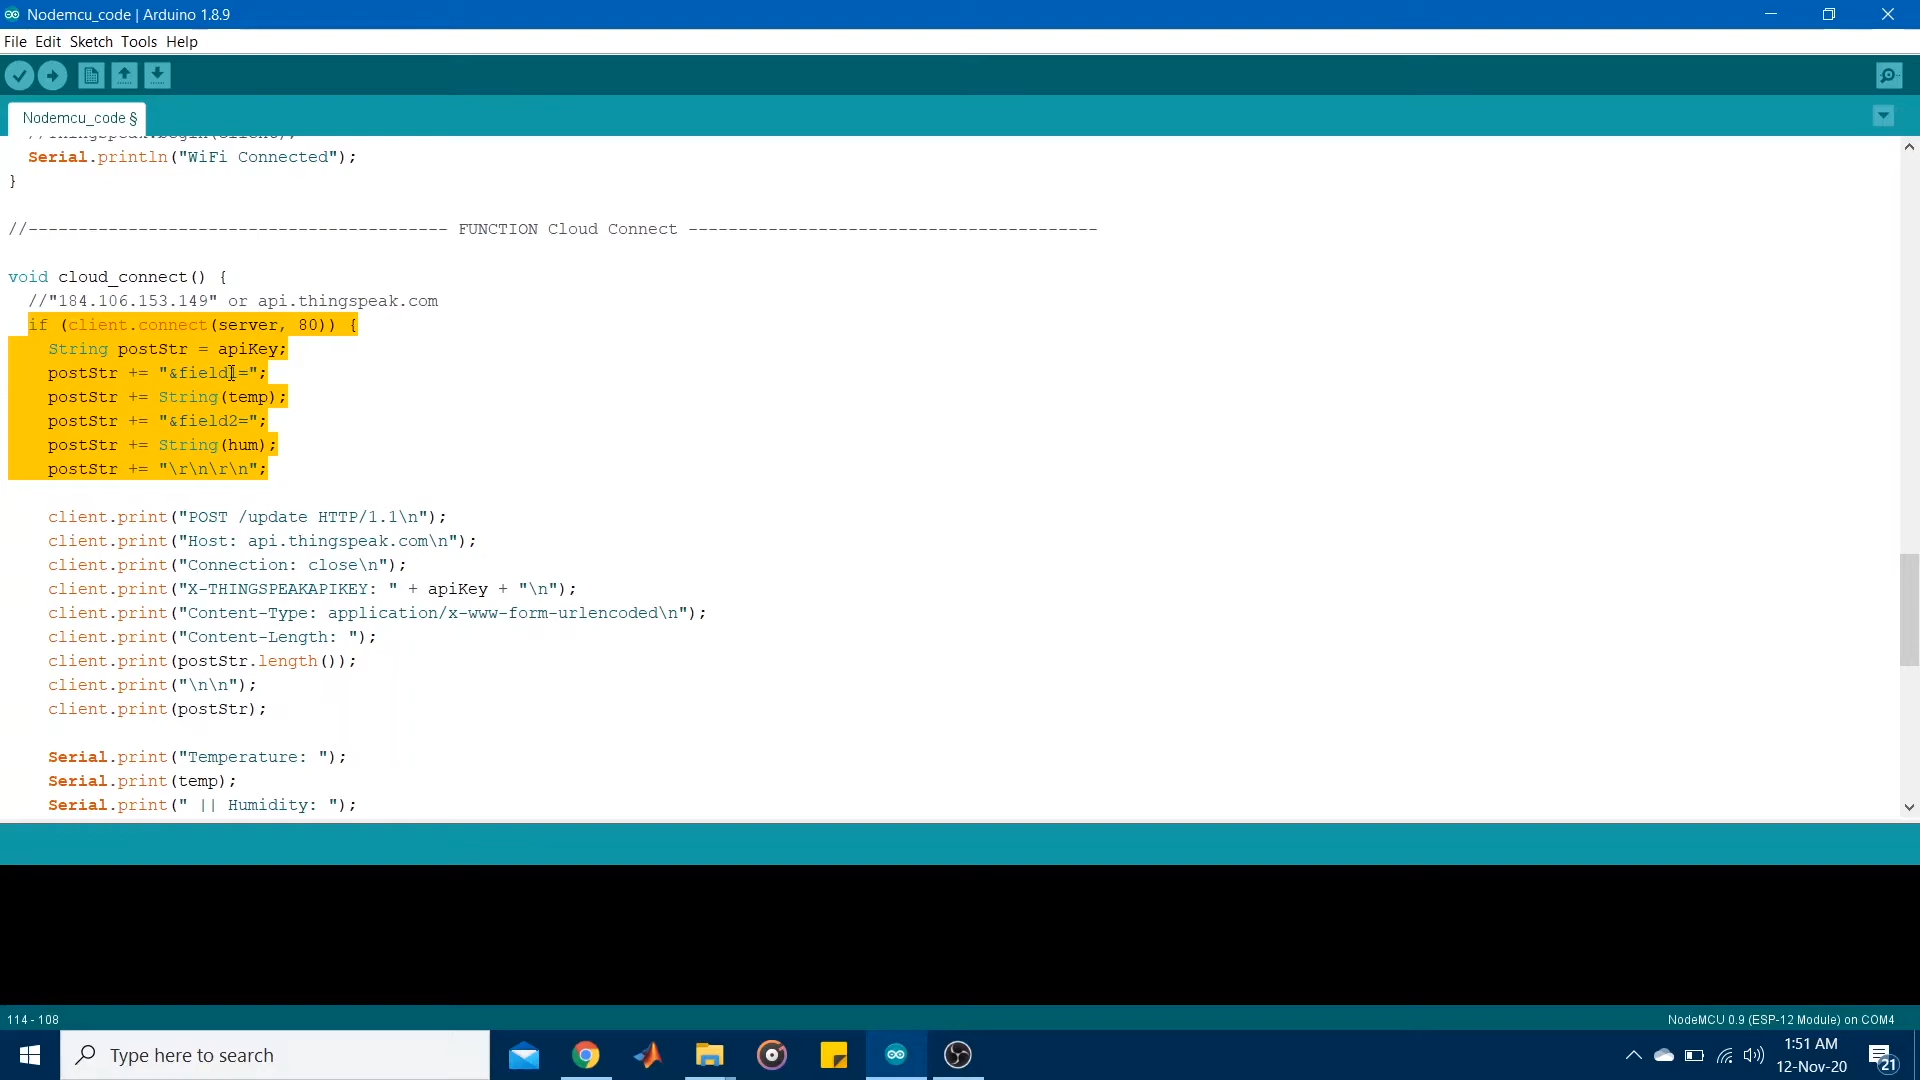 Nodemcu_code | Arduino 1.8.9
File Edit Sketch Tools Help
Nodemcu_code §
//ThingSpeak.begin(client);
Serial.println("WiFi Connected");
}
//------------------------------------------ FUNCTION Cloud Connect -----------------------------------------
void cloud_connect() {
//"184.106.153.149" or api.thingspeak.com
if (client.connect(server, 80)) {
String postStr = apiKey;
postStr += "&field1=";
postStr += String(temp);
postStr += "&field2=";
postStr += String(hum);
postStr += "\r\n\r\n";
client.print("POST /update HTTP/1.1\n");
client.print("Host: api.thingspeak.com\n");
client.print("Connection: close\n");
client.print("X-THINGSPEAKAPIKEY: " + apiKey + "\n");
client.print("Content-Type: application/x-www-form-urlencoded\n");
client.print("Content-Length: ");
client.print(postStr.length());
client.print("\n\n");
client.print(postStr);
Serial.print("Temperature: ");
Serial.print(temp);
Serial.print(" || Humidity: ");
114 - 108
NodeMCU 0.9 (ESP-12 Module) on COM4
Type here to search
1:51 AM
12-Nov-20
21